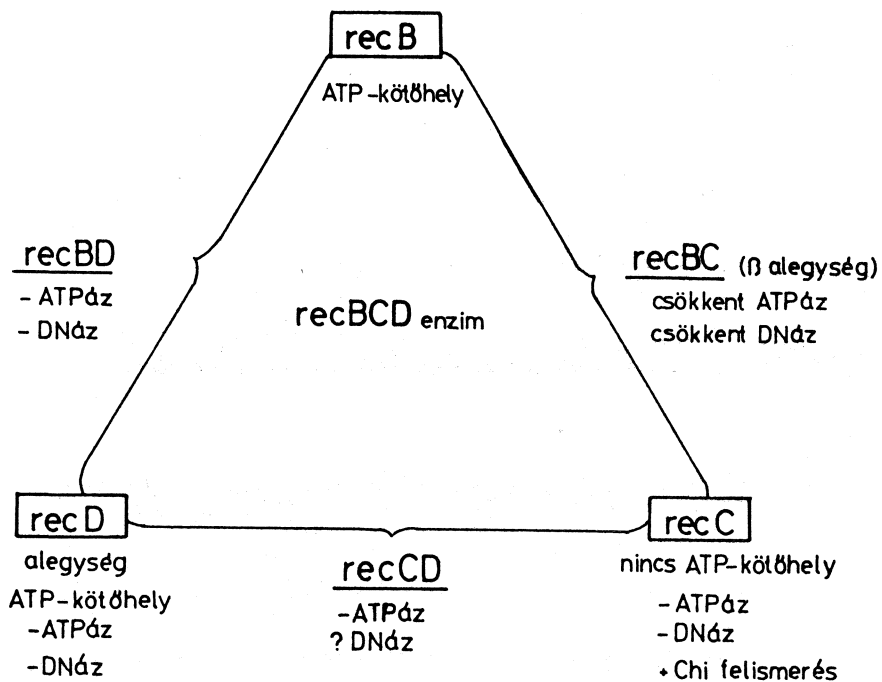 recB
ATP-kötőhely
recBD
-ATPáz
-DNáz
recBC (ß alegység)
csökkent ATPáz
csökkent DNáz
recBCD enzim
recD
alegység
ATP-kötőhely
-ATPáz
-DNáz
recCD
-ATPáz
? DNáz
recC
nincs ATP-kötőhely
-ATPáz
-DNáz
+Chi felismerés